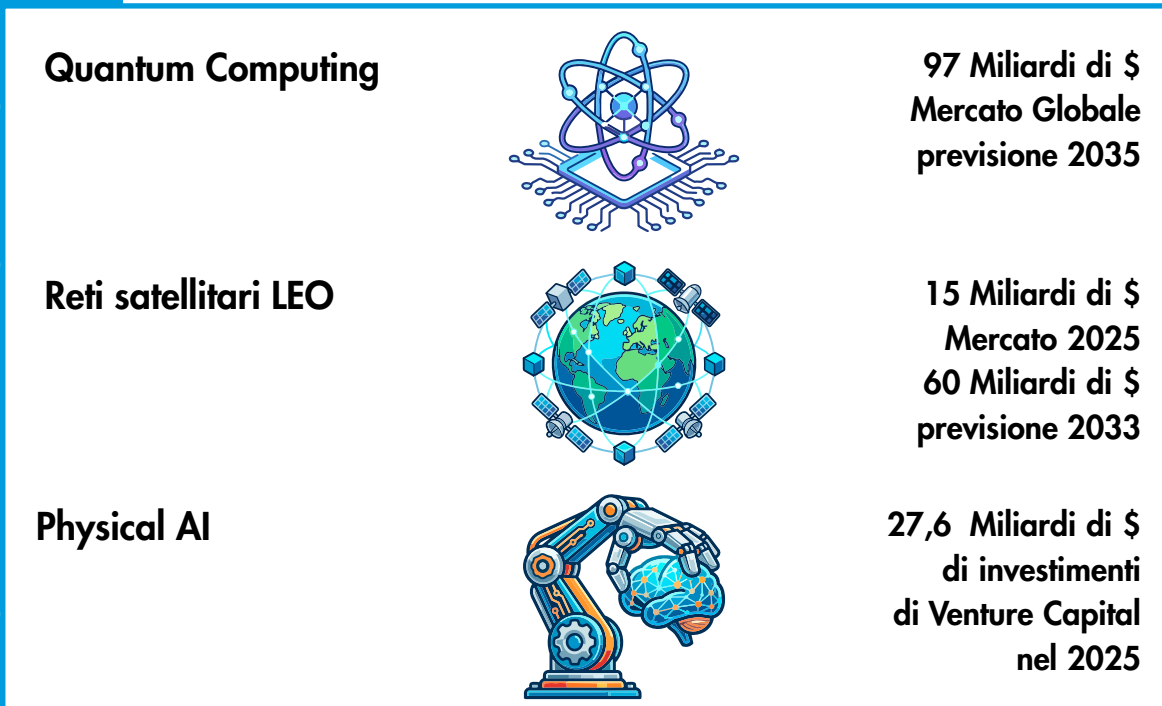 Quantum Computing
97 Miliardi di $
Mercato Globale
previsione 2035
Reti satellitari LEO
15 Miliardi di $
Mercato 2025
60 Miliardi di $
previsione 2033
Physical AI
27,6 Miliardi di $
di investimenti
di Venture Capital
nel 2025